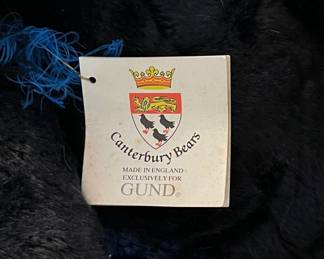 Canterbury Bears
MADE IN ENGLAND
EXCLUSIVELY FOR
GUND®